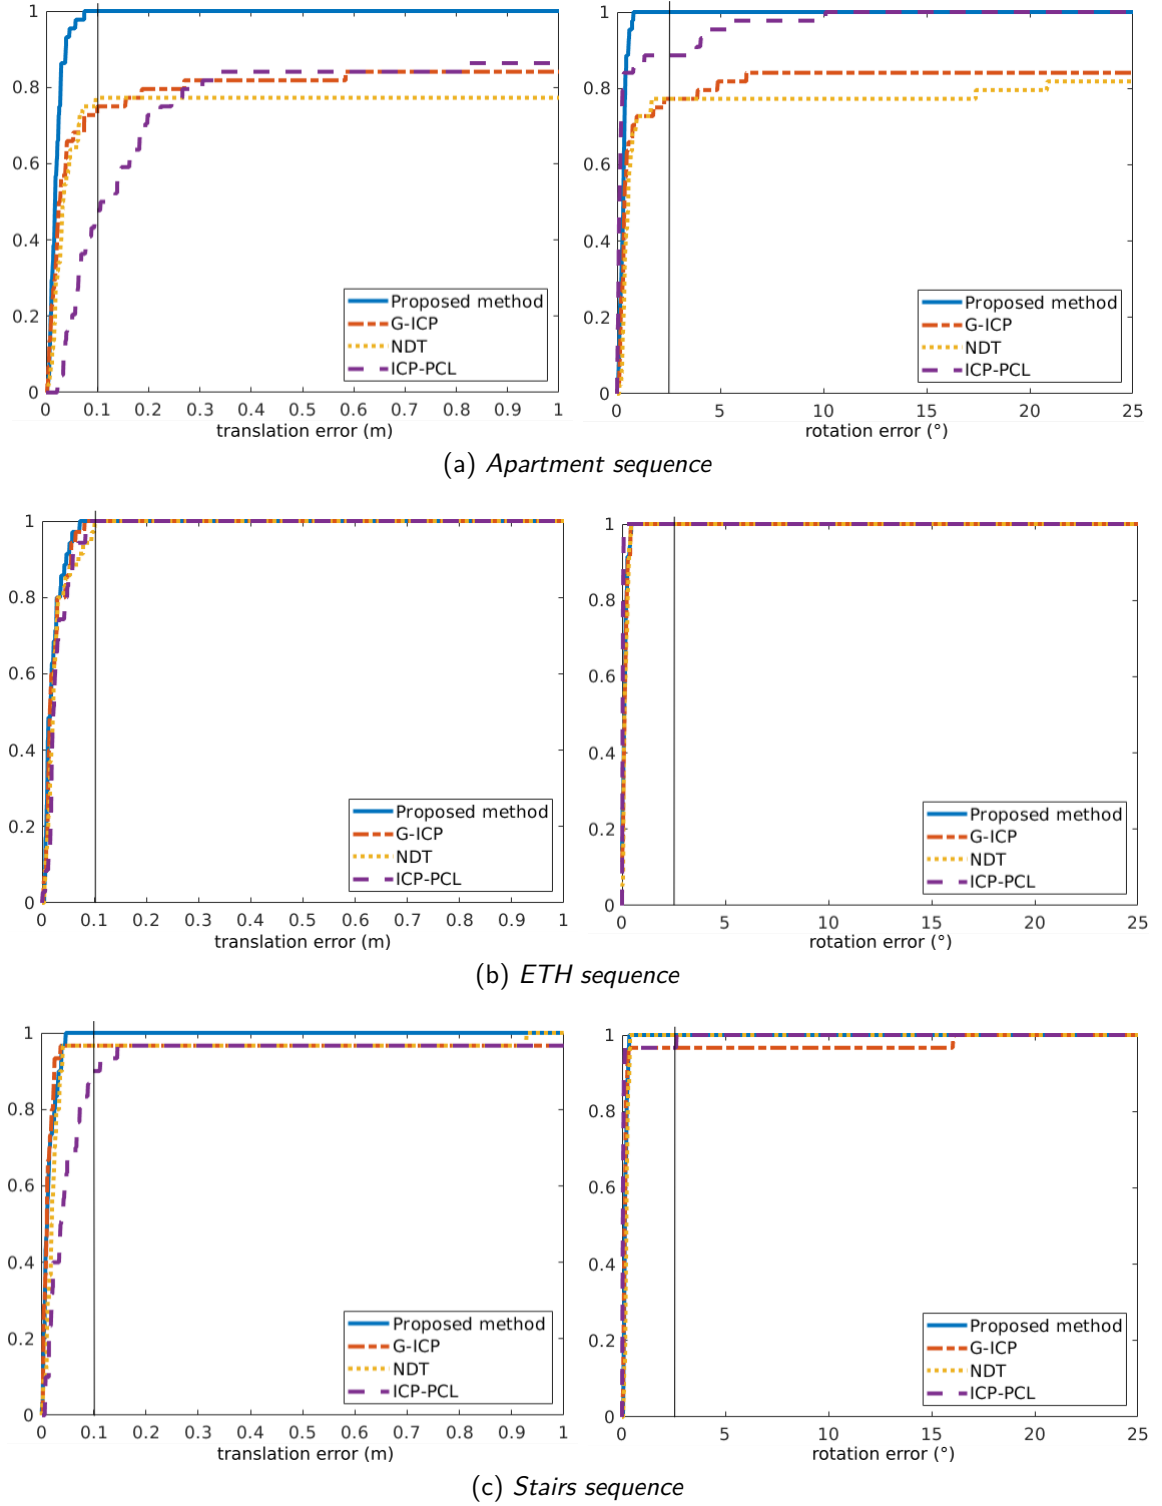 1
0.8
0.6
0.4
0.2
0
0 0.1 0.2 0.3 0.4 0.5 0.6 0.7 0.8 0.9 1
translation error (m)
Proposed method
G-ICP
NDT
ICP-PCL
1
0.8
0.6
0.4
0.2
0
0 5 10 15 20 25
rotation error (°)
Proposed method
G-ICP
NDT
ICP-PCL
(a) Apartment sequence
1
0.8
0.6
0.4
0.2
0
0 0.1 0.2 0.3 0.4 0.5 0.6 0.7 0.8 0.9 1
translation error (m)
Proposed method
G-ICP
NDT
ICP-PCL
1
0.8
0.6
0.4
0.2
0
0 5 10 15 20 25
rotation error (°)
Proposed method
G-ICP
NDT
ICP-PCL
(b) ETH sequence
1
0.8
0.6
0.4
0.2
0
0 0.1 0.2 0.3 0.4 0.5 0.6 0.7 0.8 0.9 1
translation error (m)
Proposed method
G-ICP
NDT
ICP-PCL
1
0.8
0.6
0.4
0.2
0
0 5 10 15 20 25
rotation error (°)
Proposed method
G-ICP
NDT
ICP-PCL
(c) Stairs sequence